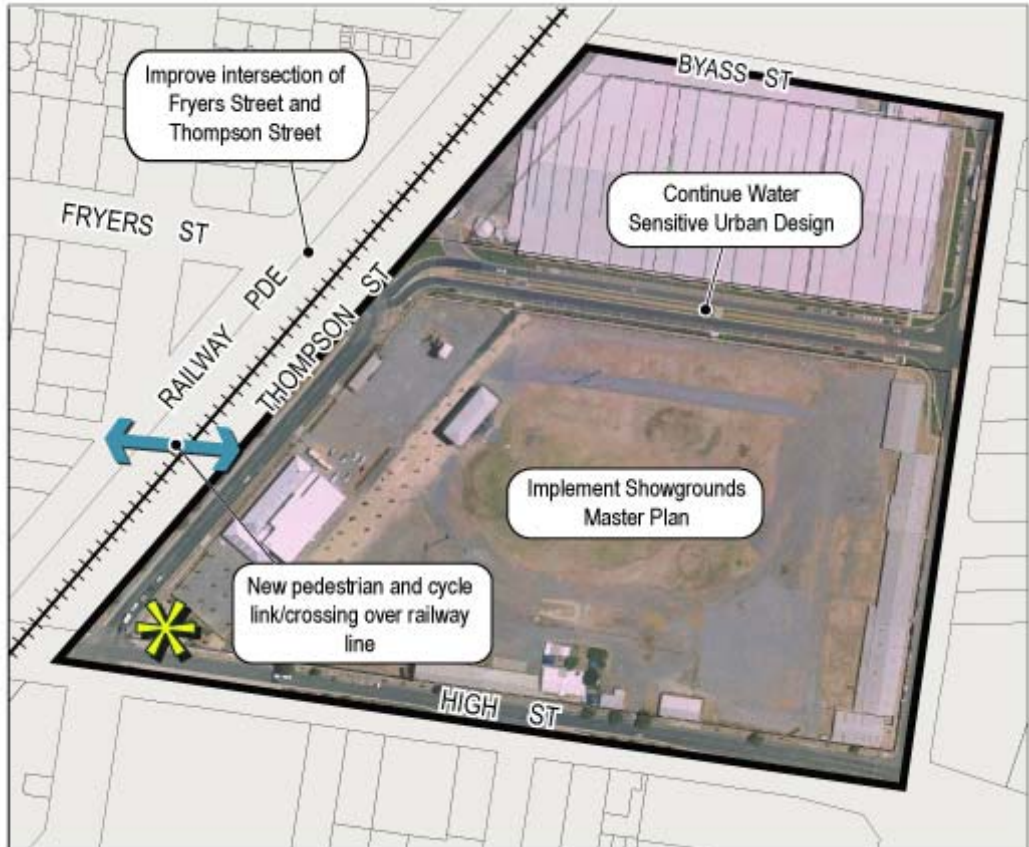 BYASS ST
Improve intersection of
Fryers Street and
Thompson Street
Continue Water
Sensitive Urban Design
FRYERS ST
RAILWAY PDE
THOMPSON ST
Implement Showgrounds
Master Plan
New pedestrian and cycle
link/crossing over railway
line
HIGH ST